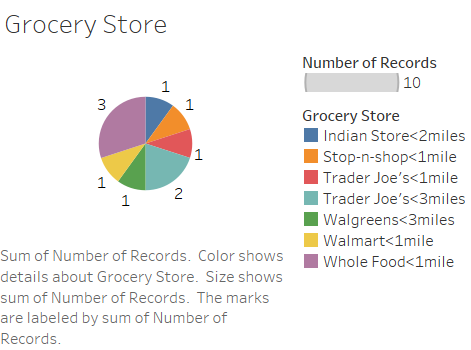 Grocery Store
Number of Records
10
Grocery Store
Indian Store<2miles
Stop-n-shop<1mile
Trader Joe's<1mile
Trader Joe's<3miles
Walgreens<3miles
Walmart<1mile
Whole Food<1mile
1
1
1
2
1
1
3
Sum of Number of Records. Color shows
details about Grocery Store. Size shows
sum of Number of Records. The marks
are labeled by sum of Number of
Records.